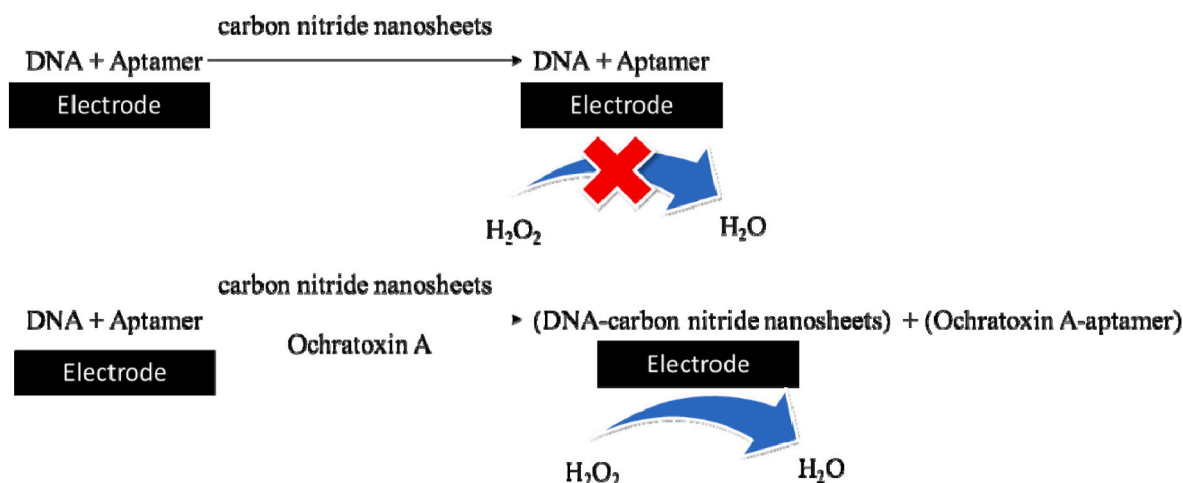 carbon nitride nanosheets
DNA + Aptamer
DNA + Aptamer
Electrode
Electrode
H₂O₂
H₂O
carbon nitride nanosheets
DNA + Aptamer
Ochratoxin A
(DNA-carbon nitride nanosheets) + (Ochratoxin A-aptamer)
Electrode
Electrode
H₂O₂
H₂O